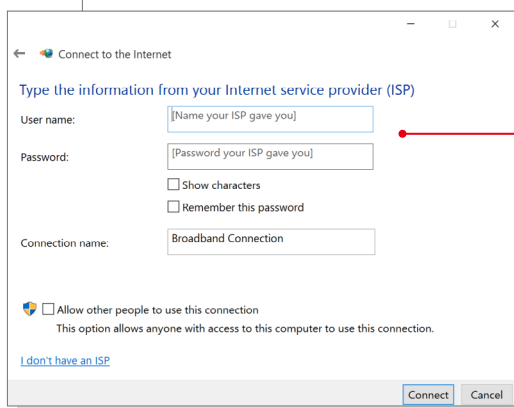 Connect to the Internet
Type the information from your Internet service provider (ISP)
User name:
[Name your ISP gave you]
Password:
[Password your ISP gave you]
Show characters
Remember this password
Connection name:
Broadband Connection
Allow other people to use this connection
This option allows anyone with access to this computer to use this connection.
I don't have an ISP
Connect
Cancel